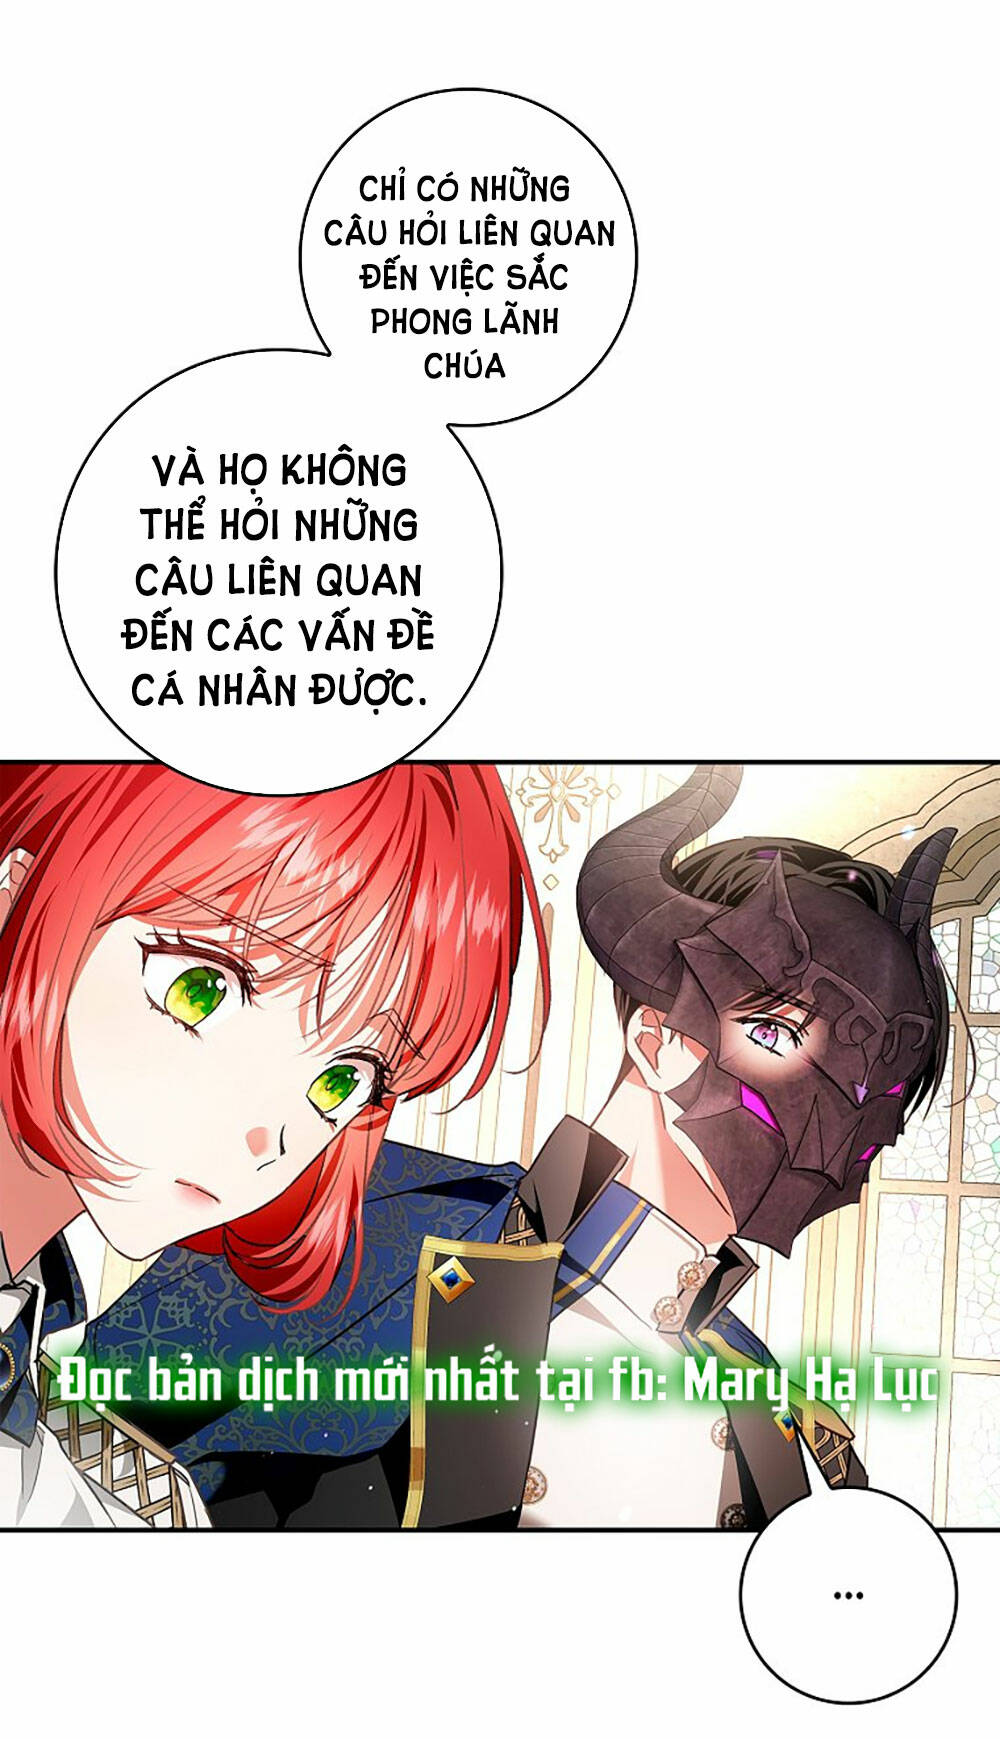 CHỈ CÓ NHỮNG
CÂU HỎI LIÊN QUAN
ĐẾN VIỆC SẮC
PHONG LÃNH
CHÚA
VÀ HỌ KHÔNG
THỂ HỎI NHỮNG
CÂU LIÊN QUAN
ĐẾN CÁC VẤN ĐỀ
CÁ NHÂN ĐƯỢC.
Đọc bản dịch mới nhất tại fb: Mary Hạ Lục
...